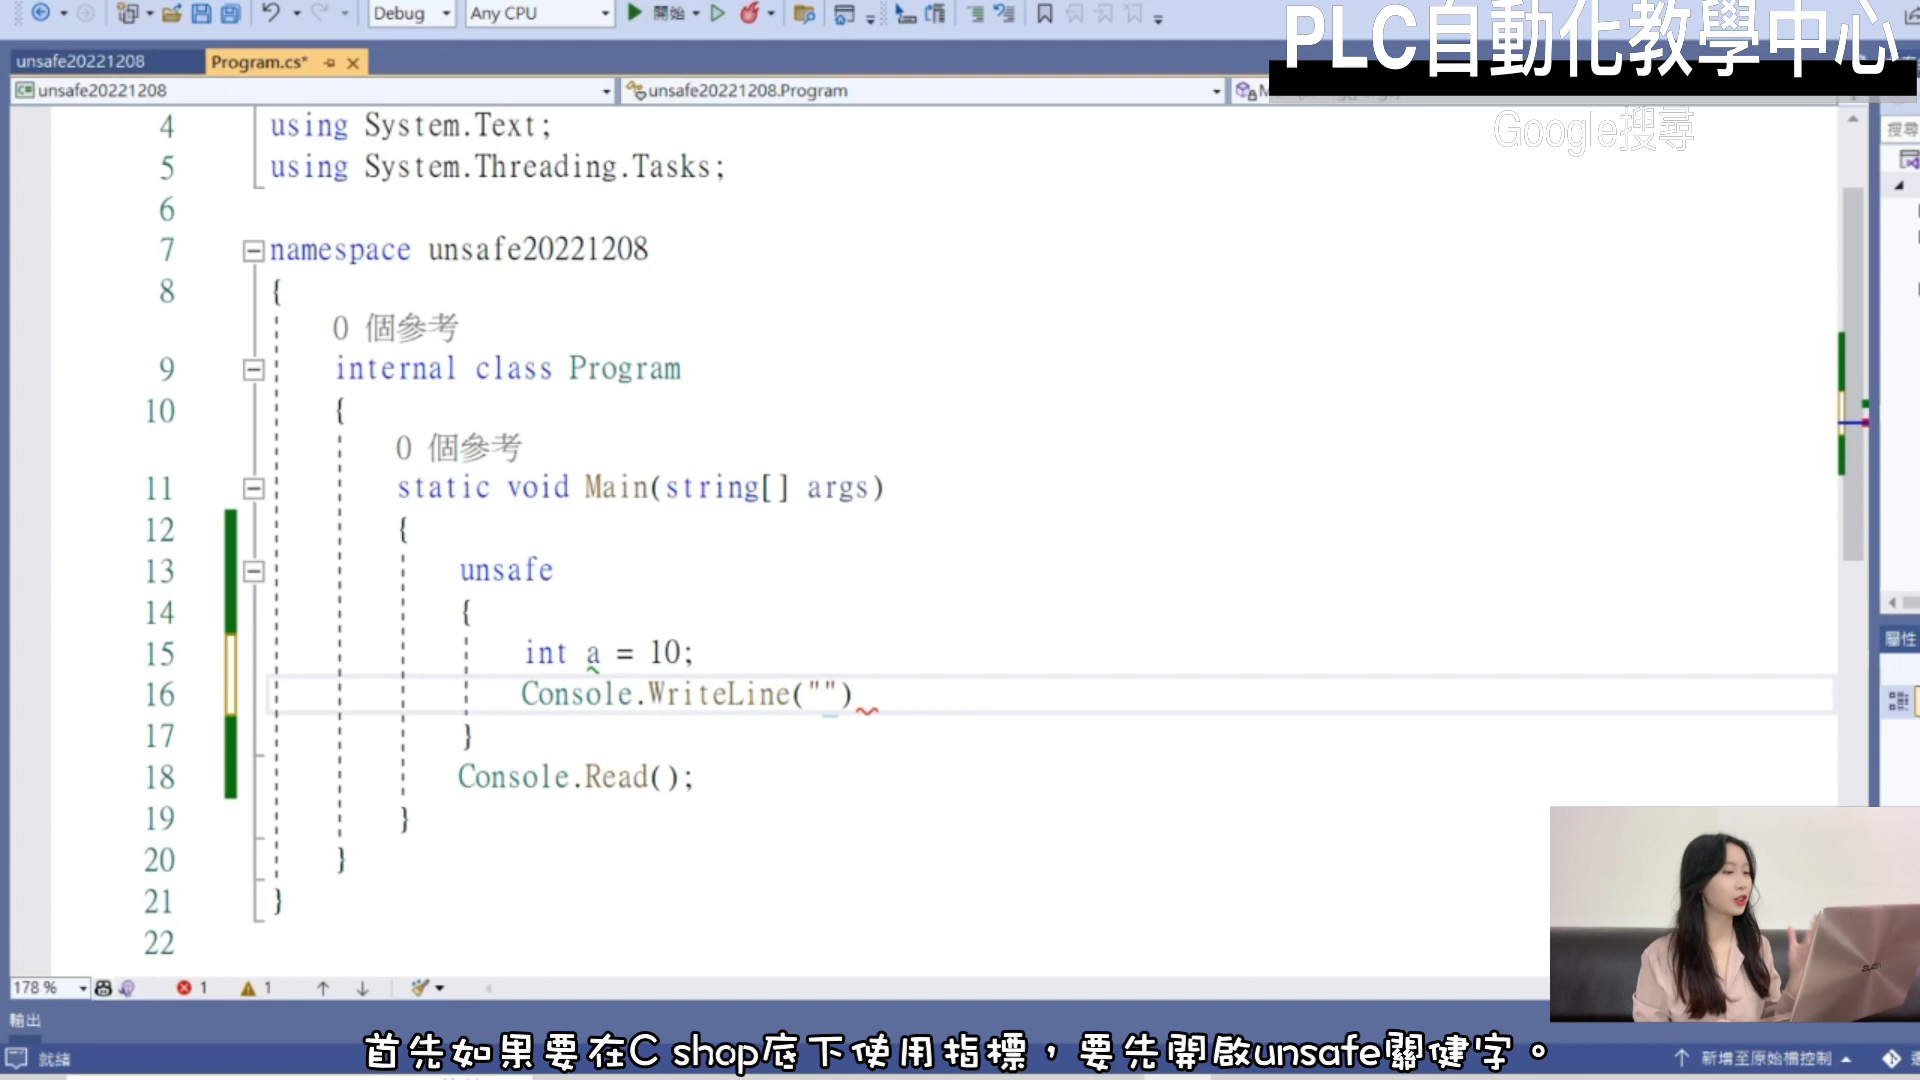 Debug
Any CPU
開始
PLC自動化教學中心
Google搜尋
unsafe20221208
Program.cs*
unsafe20221208
unsafe20221208.Program
搜尋
4 using System.Text;
5 using System.Threading.Tasks;
6
7 namespace unsafe20221208
8 {
0 個參考
9 internal class Program
10 {
0 個參考
11 static void Main(string[] args)
12 {
13 unsafe
14 {
15 int a = 10;
16 Console.WriteLine("")
17 }
18 Console.Read();
19 }
20 }
21 }
22
屬性
178 %
1
1
輸出
首先如果要在C shop底下使用指標，要先開啟unsafe關健字。
就緒
新增至原始檔控制